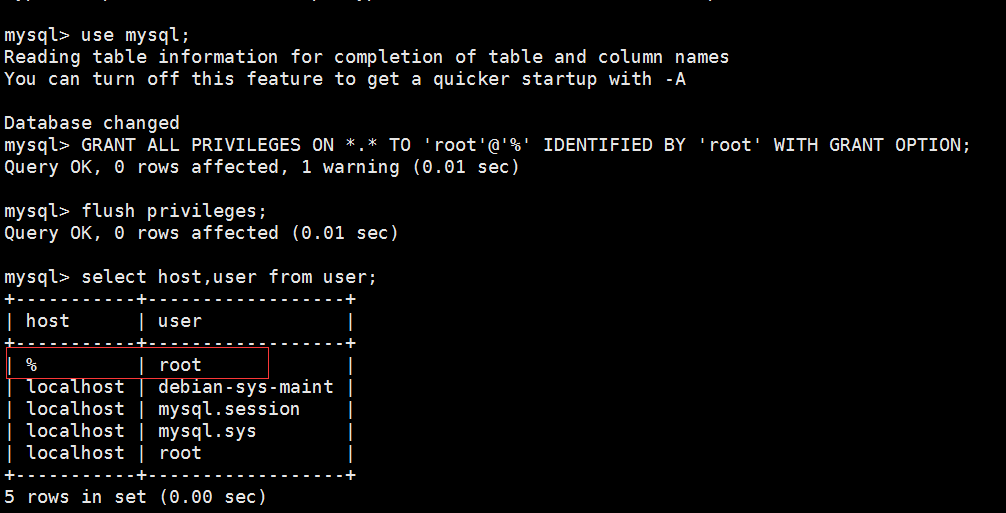 mysql> use mysql;
Reading table information for completion of table and column names
You can turn off this feature to get a quicker startup with -A
Database changed
mysql> GRANT ALL PRIVILEGES ON *.* TO 'root'@'%' IDENTIFIED BY 'root' WITH GRANT OPTION;
Query OK, 0 rows affected, 1 warning (0.01 sec)
mysql> flush privileges;
Query OK, 0 rows affected (0.01 sec)
mysql> select host,user from user;
+-----------+------------------+
| host      | user             |
+-----------+------------------+
| %         | root             |
| localhost | debian-sys-maint |
| localhost | mysql.session    |
| localhost | mysql.sys        |
| localhost | root             |
+-----------+------------------+
5 rows in set (0.00 sec)